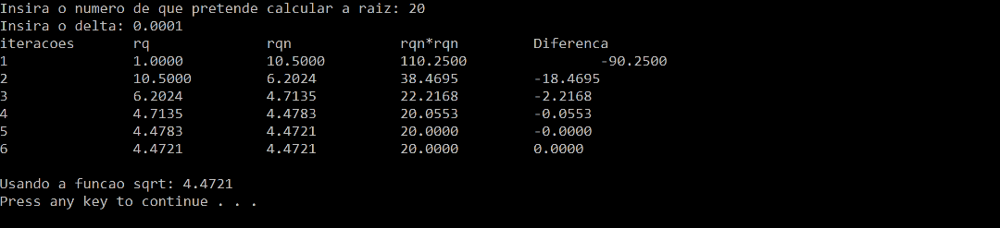 Insira o numero de que pretende calcular a raiz: 20
Insira o delta: 0.0001
iteracoes rq rqn rqn*rqn Diferenca
1 1.0000 10.5000 110.2500 -90.2500
2 10.5000 6.2024 38.4695 -18.4695
3 6.2024 4.7135 22.2168 -2.2168
4 4.7135 4.4783 20.0553 -0.0553
5 4.4783 4.4721 20.0000 -0.0000
6 4.4721 4.4721 20.0000 0.0000
Usando a funcao sqrt: 4.4721
Press any key to continue . . .